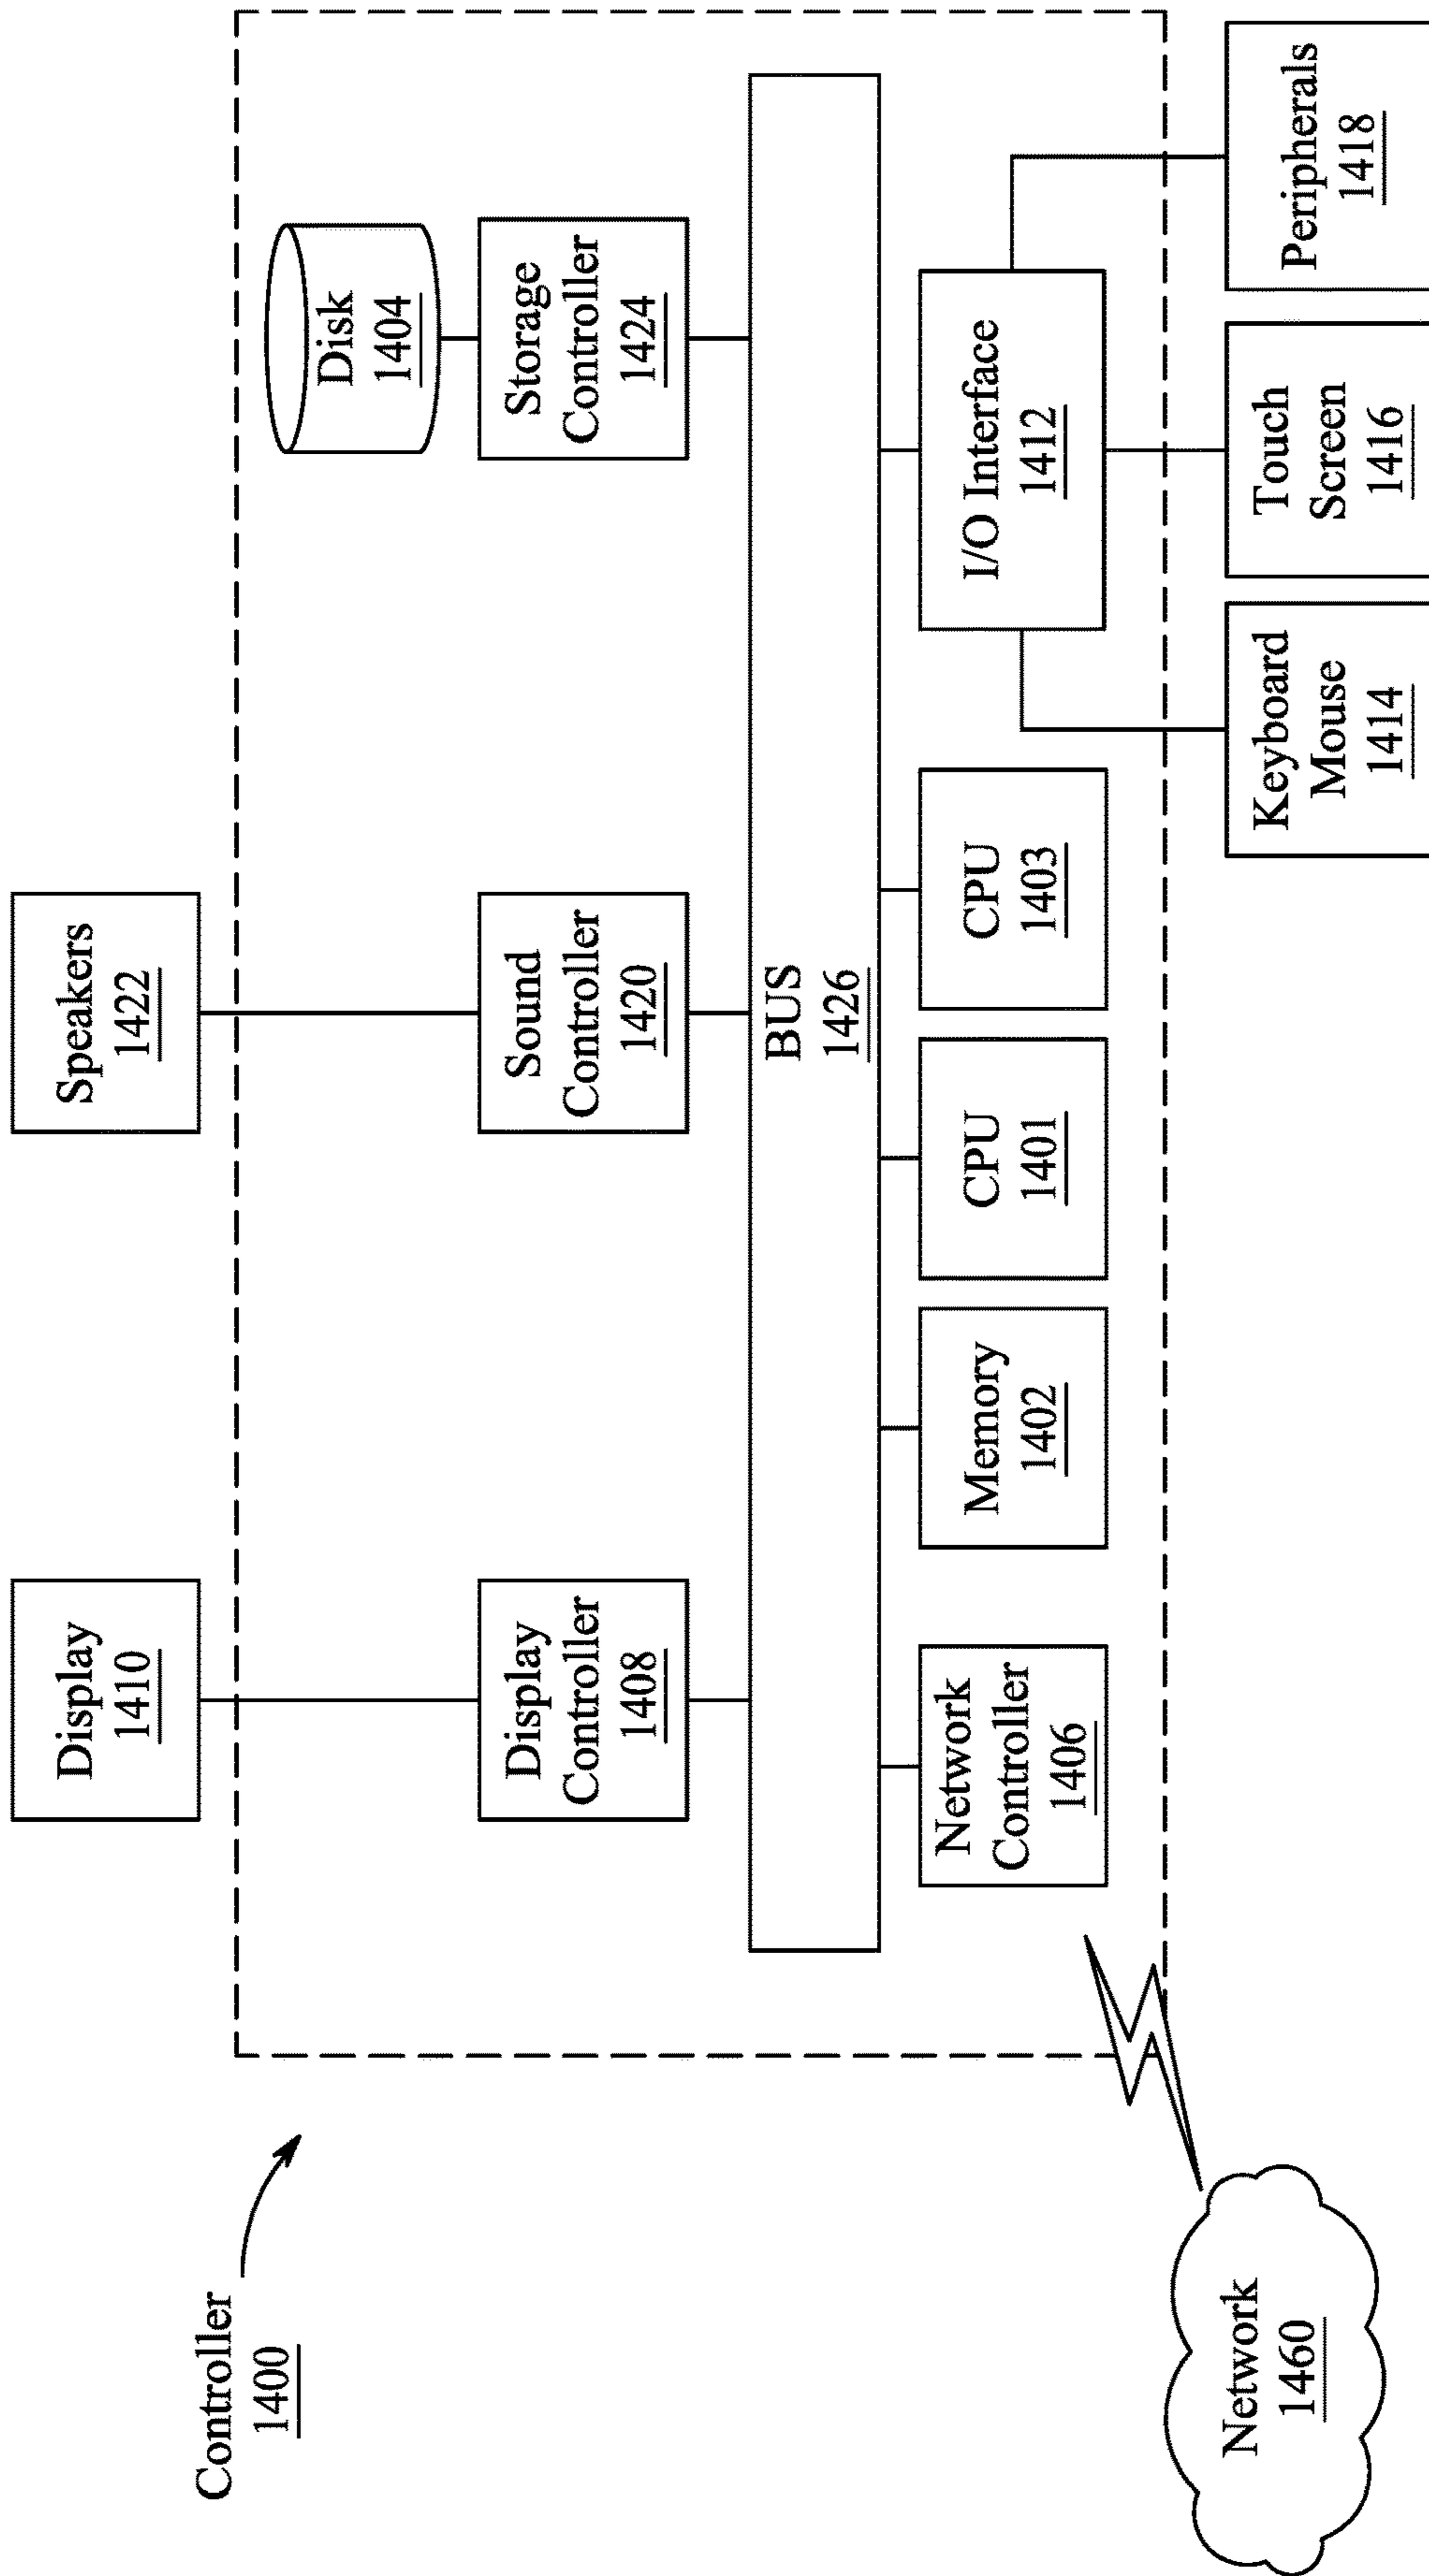 Controller
1400
Display
1410
Speakers
1422
Disk
1404
Display
Controller
1408
Sound
Controller
1420
Storage
Controller
1424
BUS
1426
Network
Controller
1406
Memory
1402
CPU
1401
CPU
1403
I/O Interface
1412
Network
1460
Keyboard
Mouse
1414
Touch
Screen
1416
Peripherals
1418